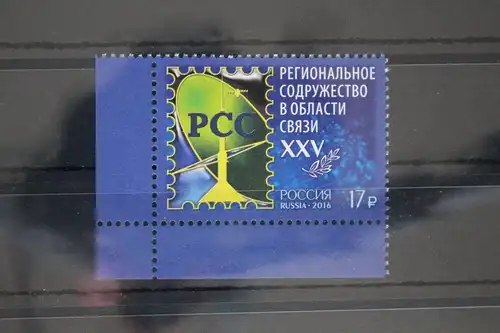 РСС
РЕГИОНАЛЬНОЕ
СОДРУЖЕСТВО
В ОБЛАСТИ
СВЯЗИ
XXV
РОССИЯ
RUSSIA • 2016
17 ₽